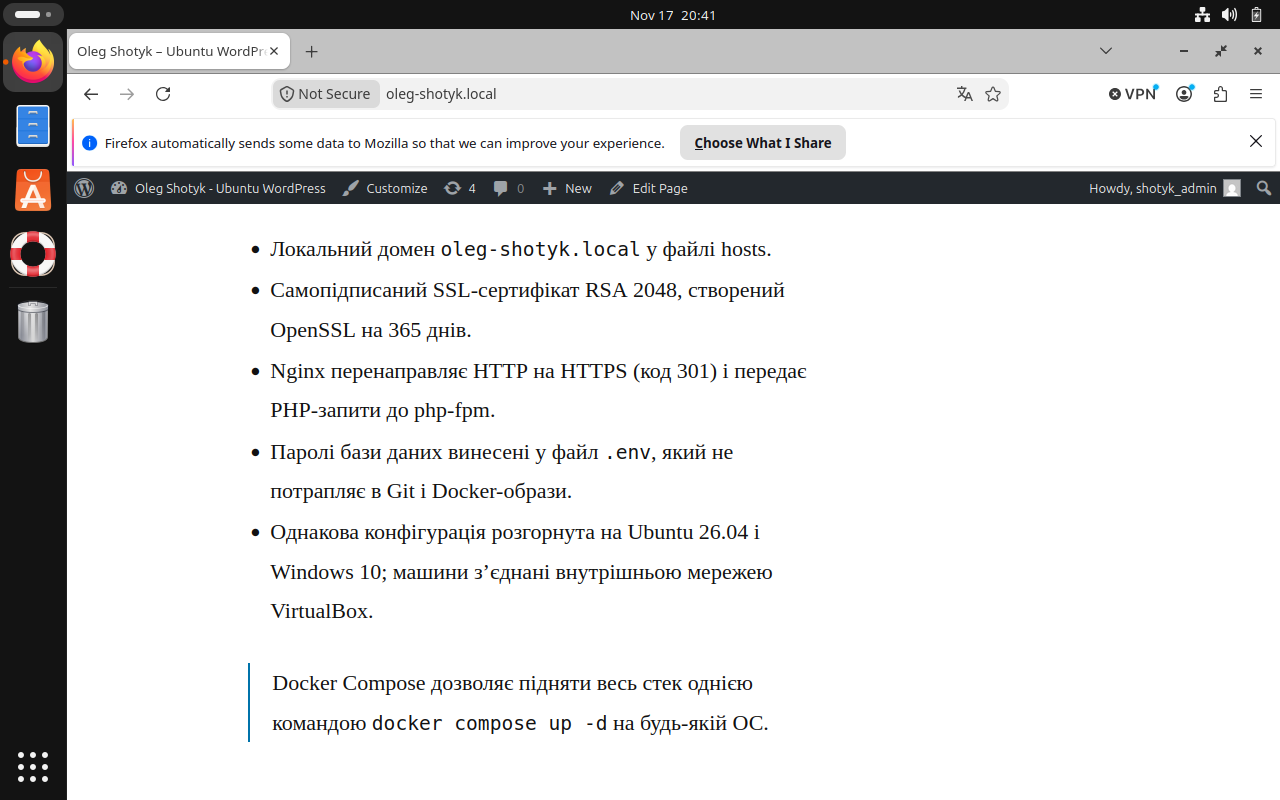 Nov 17 20:41
Oleg Shotyk – Ubuntu WordPr
Not Secure oleg-shotyk.local VPN
Firefox automatically sends some data to Mozilla so that we can improve your experience. Choose What I Share
Oleg Shotyk - Ubuntu WordPress Customize 4 0 New Edit Page Howdy, shotyk_admin
Локальний домен oleg-shotyk.local у файлі hosts.
Самопідписаний SSL-сертифікат RSA 2048, створений
OpenSSL на 365 днів.
Nginx перенаправляє HTTP на HTTPS (код 301) і передає
PHP-запити до php-fpm.
Паролі бази даних винесені у файл .env, який не
потрапляє в Git і Docker-образи.
Однакова конфігурація розгорнута на Ubuntu 26.04 і
Windows 10; машини з’єднані внутрішньою мережею
VirtualBox.
Docker Compose дозволяє підняти весь стек однією
командою docker compose up -d на будь-якій ОС.